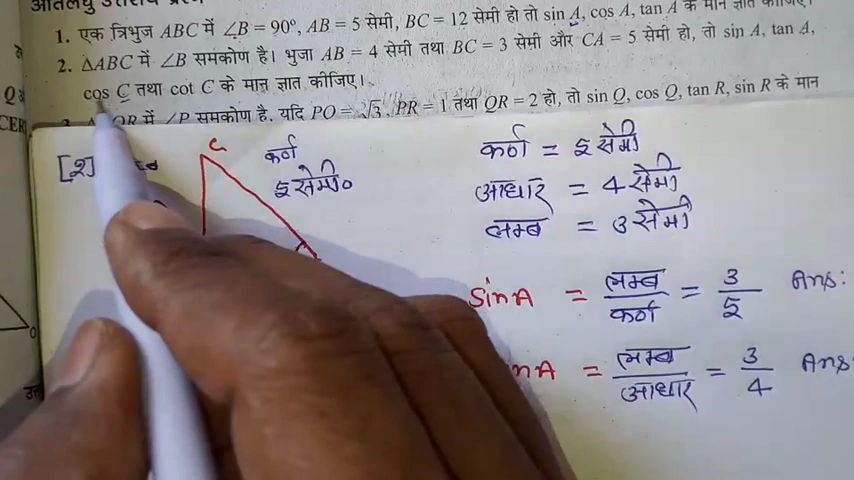 1. एक त्रिभुज ABC में ∠B = 90°, AB = 5 सेमी, BC = 12 सेमी हो तो sin A, cos A, tan A के मान ज्ञात कीजिए।
2. ΔABC में ∠B समकोण है। भुजा AB = 4 सेमी तथा BC = 3 सेमी और CA = 5 सेमी हो, तो sin A, tan A,
cos C तथा cot C के मान ज्ञात कीजिए।
में ∠P समकोण है. यदि PQ = √3, PR = 1 तथा QR = 2 हो, तो sin Q, cos Q, tan R, sin R के मान
[२]
कर्ण
5 सेमी०
कर्ण = 5 सेमी
आधार = 4 सेमी
लम्ब = 3 सेमी
sin A = लम्ब/कर्ण = 3/5 Ans:
A = लम्ब/आधार = 3/4 Ans